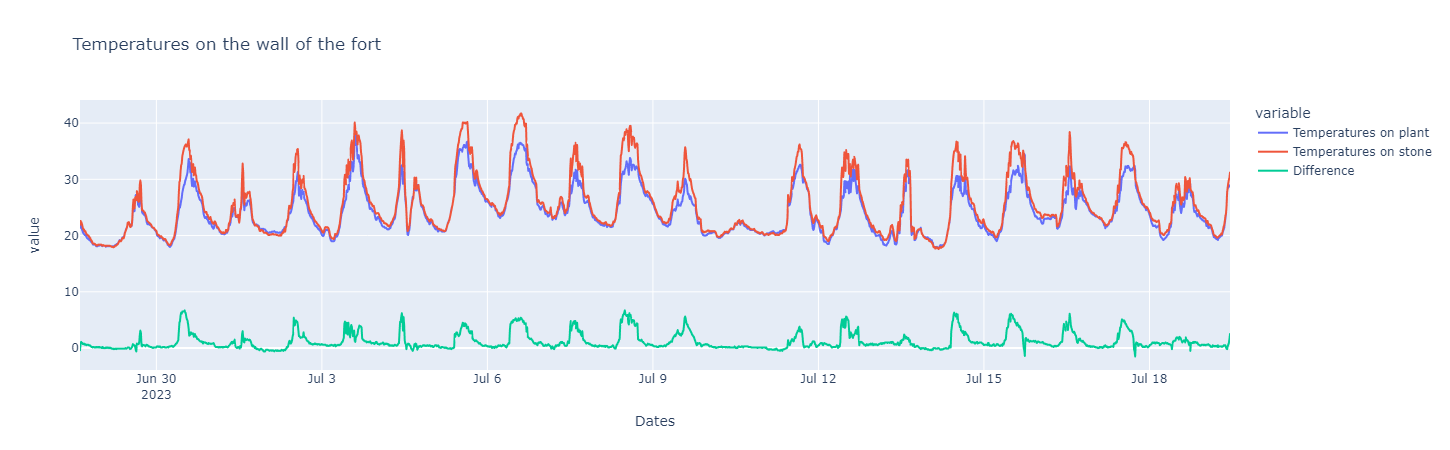 Temperatures on the wall of the fort
variable
Temperatures on plant
Temperatures on stone
Difference
value
40
30
20
10
0
Jun 30
2023
Jul 3
Jul 6
Jul 9
Jul 12
Jul 15
Jul 18
Dates